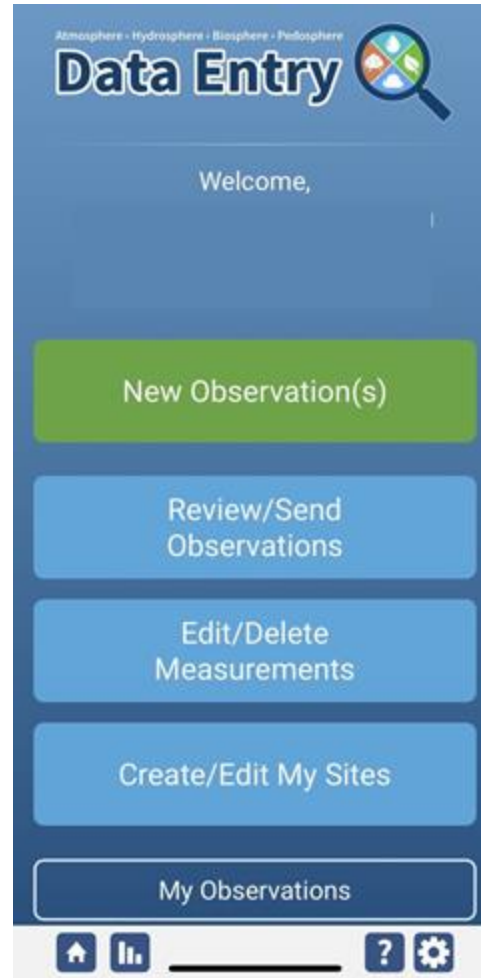 Atmosphere - Hydrosphere - Biosphere - Pedosphere
Data Entry
Welcome,
New Observation(s)
Review/Send
Observations
Edit/Delete
Measurements
Create/Edit My Sites
My Observations
?